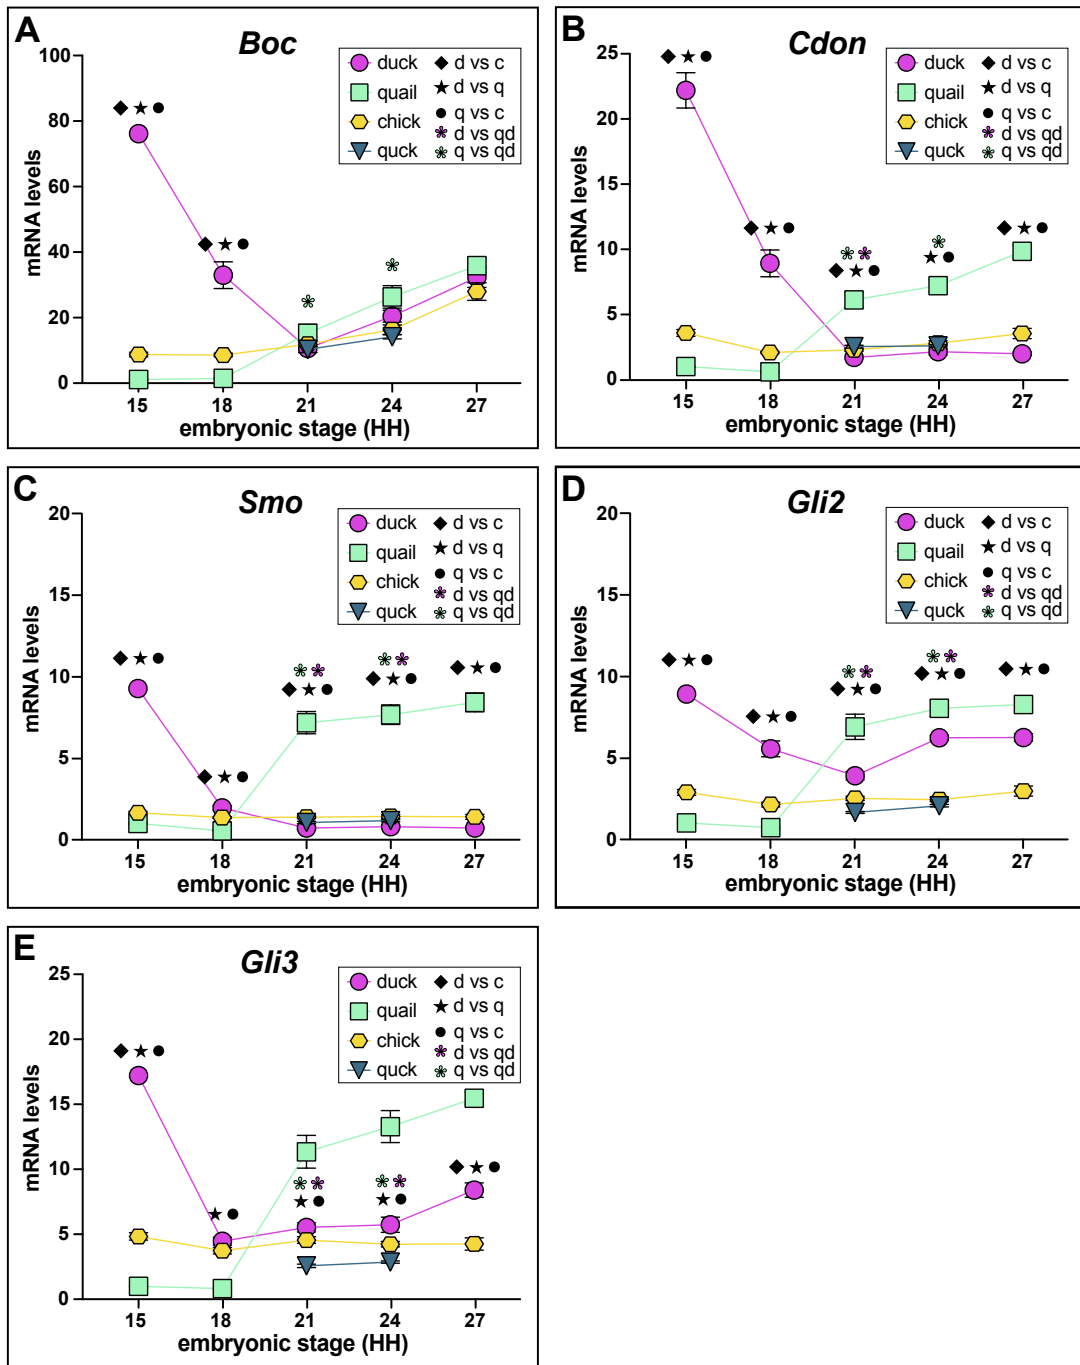 A
Boc
mRNA levels
100
80
60
40
20
0
15 18 21 24 27
embryonic stage (HH)
duck
quail
chick
quck
d vs c
d vs q
q vs c
d vs qd
q vs qd
B
Cdon
mRNA levels
25
20
15
10
5
0
15 18 21 24 27
embryonic stage (HH)
duck
quail
chick
quck
d vs c
d vs q
q vs c
d vs qd
q vs qd
C
Smo
mRNA levels
20
15
10
5
0
15 18 21 24 27
embryonic stage (HH)
duck
quail
chick
quck
d vs c
d vs q
q vs c
d vs qd
q vs qd
D
Gli2
mRNA levels
20
15
10
5
0
15 18 21 24 27
embryonic stage (HH)
duck
quail
chick
quck
d vs c
d vs q
q vs c
d vs qd
q vs qd
E
Gli3
mRNA levels
25
20
15
10
5
0
15 18 21 24 27
embryonic stage (HH)
duck
quail
chick
quck
d vs c
d vs q
q vs c
d vs qd
q vs qd